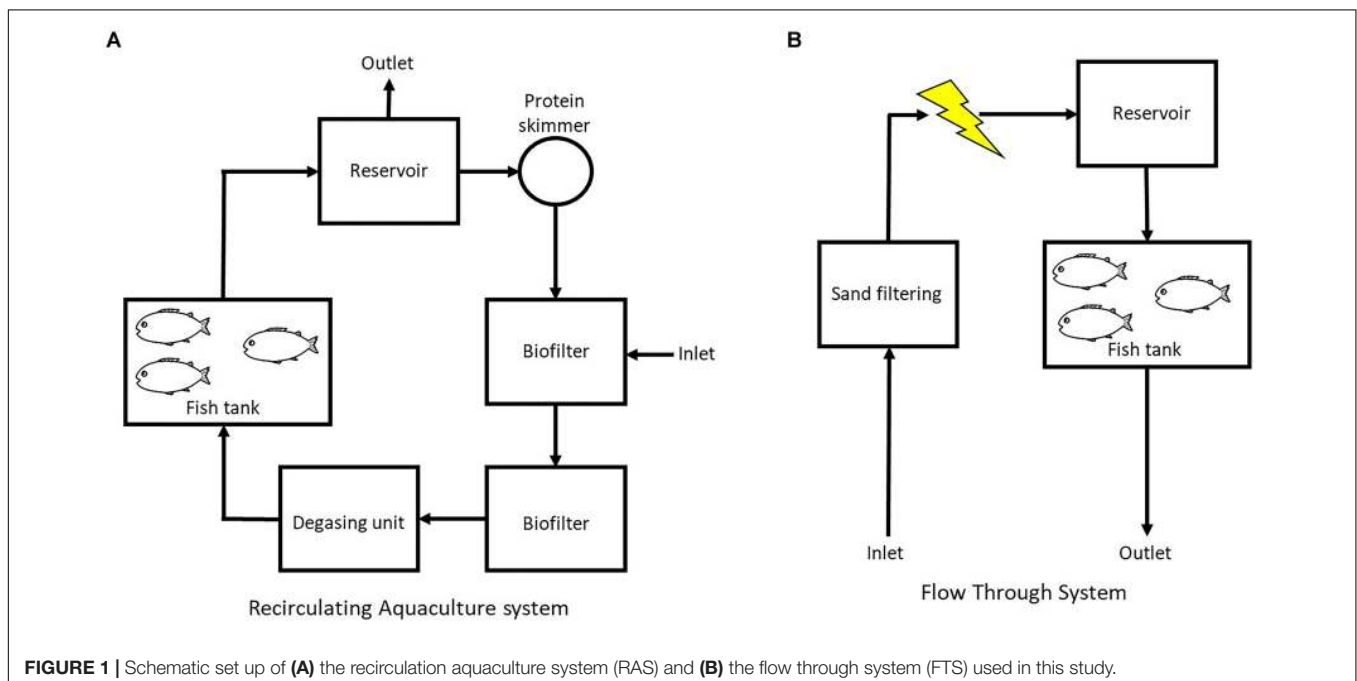 A
Outlet
Protein
skimmer
Reservoir
Biofilter
Inlet
Fish tank
Degasing unit
Biofilter
Recirculating Aquaculture system
B
Reservoir
Sand filtering
Fish tank
Inlet
Outlet
Flow Through System
FIGURE 1 | Schematic set up of (A) the recirculation aquaculture system (RAS) and (B) the flow through system (FTS) used in this study.